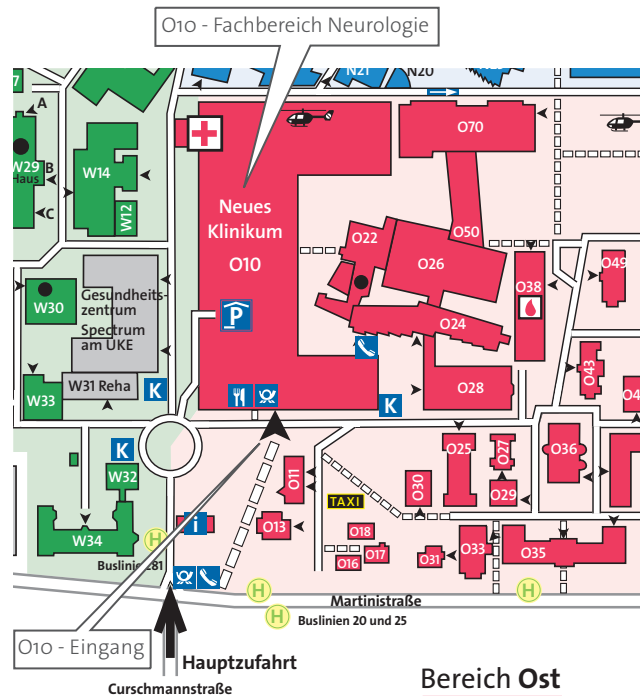 O10 - Fachbereich Neurologie
N21
N20
A
W29
Haus
B
C
W14
W12
O70
Neues
Klinikum
O10
O22
O50
O26
O38
O49
W30
Gesundheits-
zentrum
Spectrum
am UKE
P
O24
O43
W31 Reha
K
W33
O28
K
K
W32
O25
O27
O36
O11
O30
O29
TAXI
i
O13
O18
W34
H
O17
O16
O31
O33
O35
Buslinie 281
H
Martinistraße
H
H
Buslinien 20 und 25
O10 - Eingang
Hauptzufahrt
Curschmannstraße
Bereich Ost